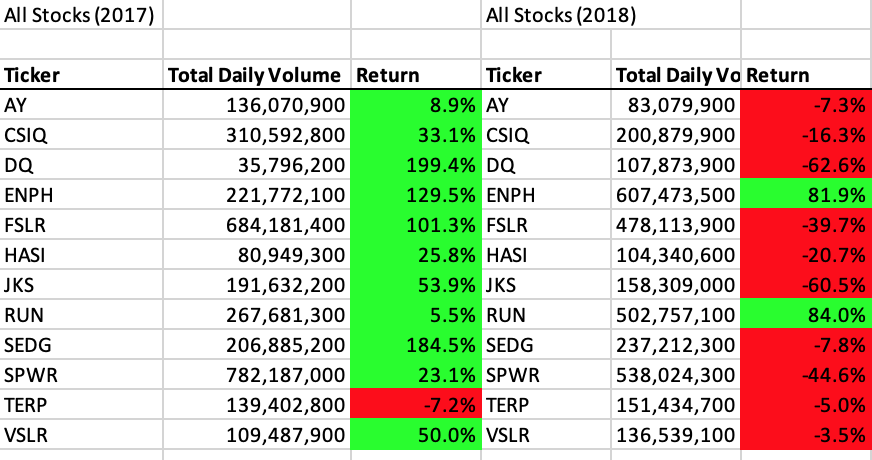 All Stocks (2017) All Stocks (2018)
Ticker Total Daily Volume Return Ticker Total Daily Vo Return
AY 136,070,900 8.9% AY 83,079,900 -7.3%
CSIQ 310,592,800 33.1% CSIQ 200,879,900 -16.3%
DQ 35,796,200 199.4% DQ 107,873,900 -62.6%
ENPH 221,772,100 129.5% ENPH 607,473,500 81.9%
FSLR 684,181,400 101.3% FSLR 478,113,900 -39.7%
HASI 80,949,300 25.8% HASI 104,340,600 -20.7%
JKS 191,632,200 53.9% JKS 158,309,000 -60.5%
RUN 267,681,300 5.5% RUN 502,757,100 84.0%
SEDG 206,885,200 184.5% SEDG 237,212,300 -7.8%
SPWR 782,187,000 23.1% SPWR 538,024,300 -44.6%
TERP 139,402,800 -7.2% TERP 151,434,700 -5.0%
VSLR 109,487,900 50.0% VSLR 136,539,100 -3.5%